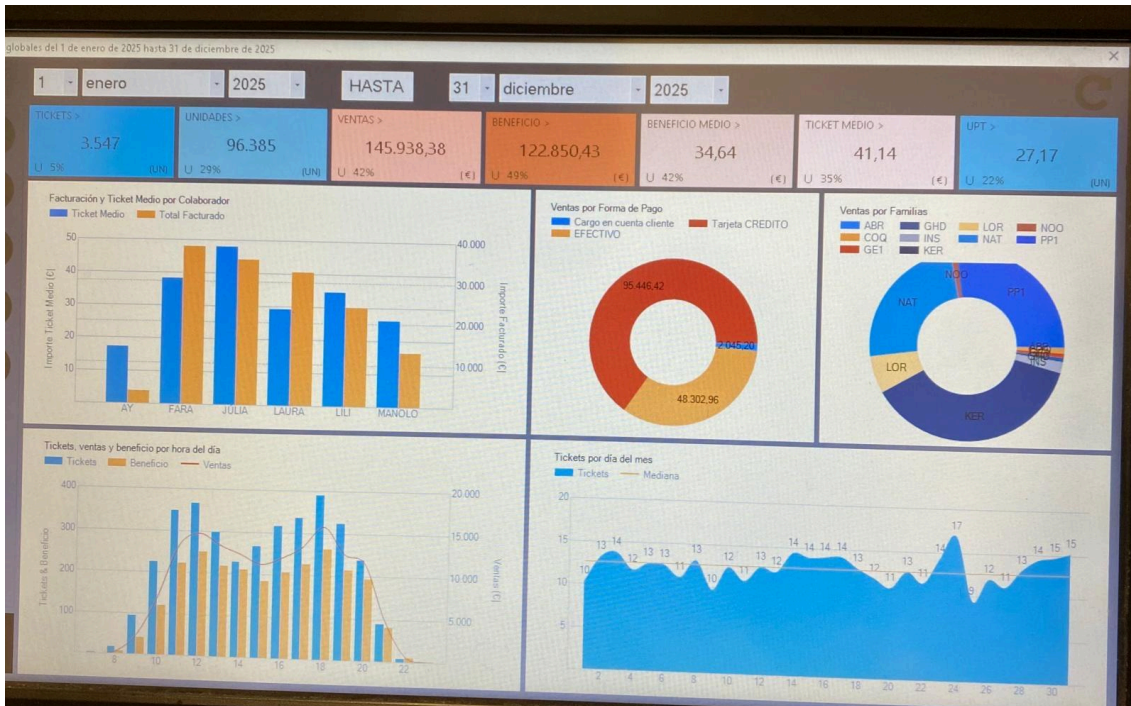 globales del 1 de enero de 2025 hasta 31 de diciembre de 2025
1 enero 2025 HASTA 31 diciembre 2025
TICKETS >
3.547
U 5% (UN)
UNIDADES >
96.385
U 29% (UN)
VENTAS >
145.938,38
U 42% (€)
BENEFICIO >
122.850,43
U 49% (€)
BENEFICIO MEDIO >
34,64
U 42% (€)
TICKET MEDIO >
41,14
U 35% (€)
UPT >
27,17
U 22% (UN)
Facturación y Ticket Medio por Colaborador
Ticket Medio Total Facturado
Importe Ticket Medio (€)
50
40
30
20
10
40.000
30.000
20.000
10.000
Importe Facturado (€)
AY FARA JULIA LAURA LILI MANOLO
Ventas por Forma de Pago
Cargo en cuenta cliente Tarjeta CREDITO
EFECTIVO
95.446,42
2.045,20
48.302,96
Ventas por Familias
ABR GHD LOR NOO
COQ INS NAT PP1
GE1 KER
NOO
PP1
NAT
LOR
INS
KER
Tickets, ventas y beneficio por hora del día
Tickets Beneficio Ventas
Tickets & Beneficio
400
300
200
100
20.000
15.000
10.000
5.000
Ventas (€)
8 10 12 14 16 18 20 22
Tickets por día del mes
Tickets Mediana
20
15
10
5
10 13 14 12 13 13 11 13 10 12 11 13 12 14 14 14 14 13 12 11 13 11 14 17 9 12 11 13 14 15 15
2 4 6 8 10 12 14 16 18 20 22 24 26 28 30